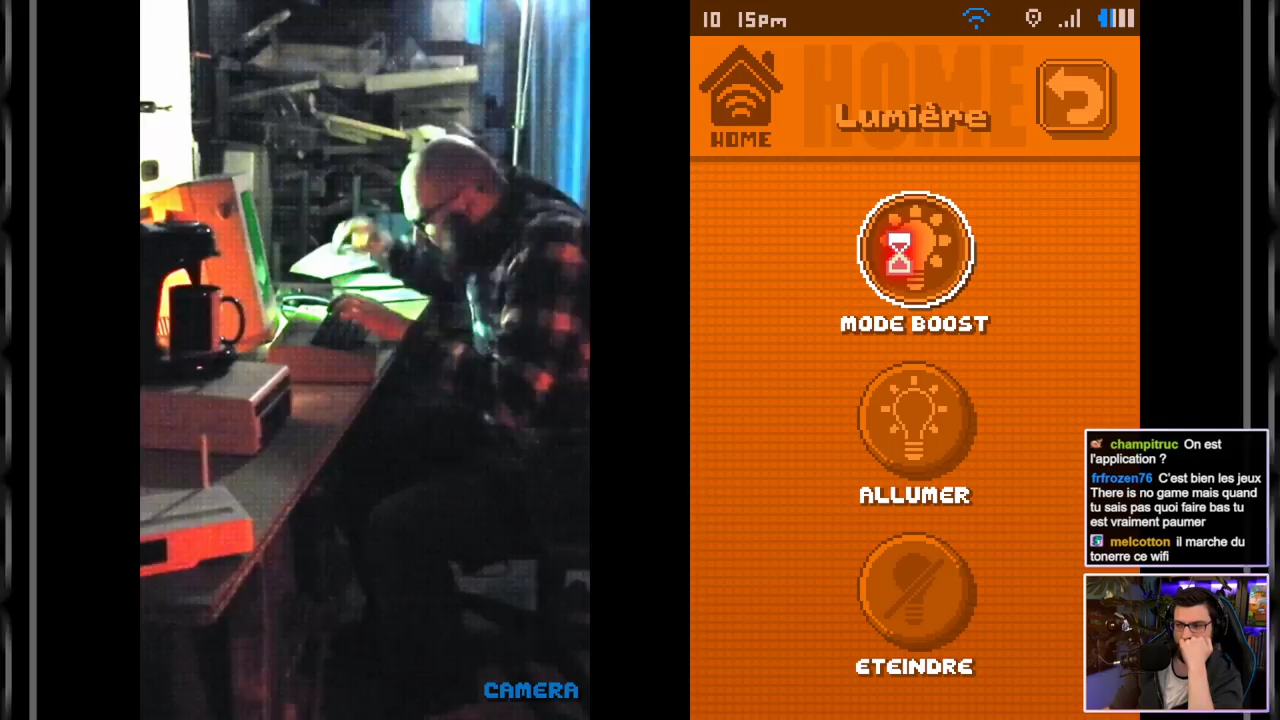 10 15pm
HOME
Lumière
HOME
MODE BOOST
ALLUMER
ETEINDRE
CAMERA
champitruc On est
l'application ?
frfrozen76 C'est bien les jeux
There is no game mais quand
tu sais pas quoi faire bas tu
est vraiment paumer
melcotton il marche du
tonerre ce wifi